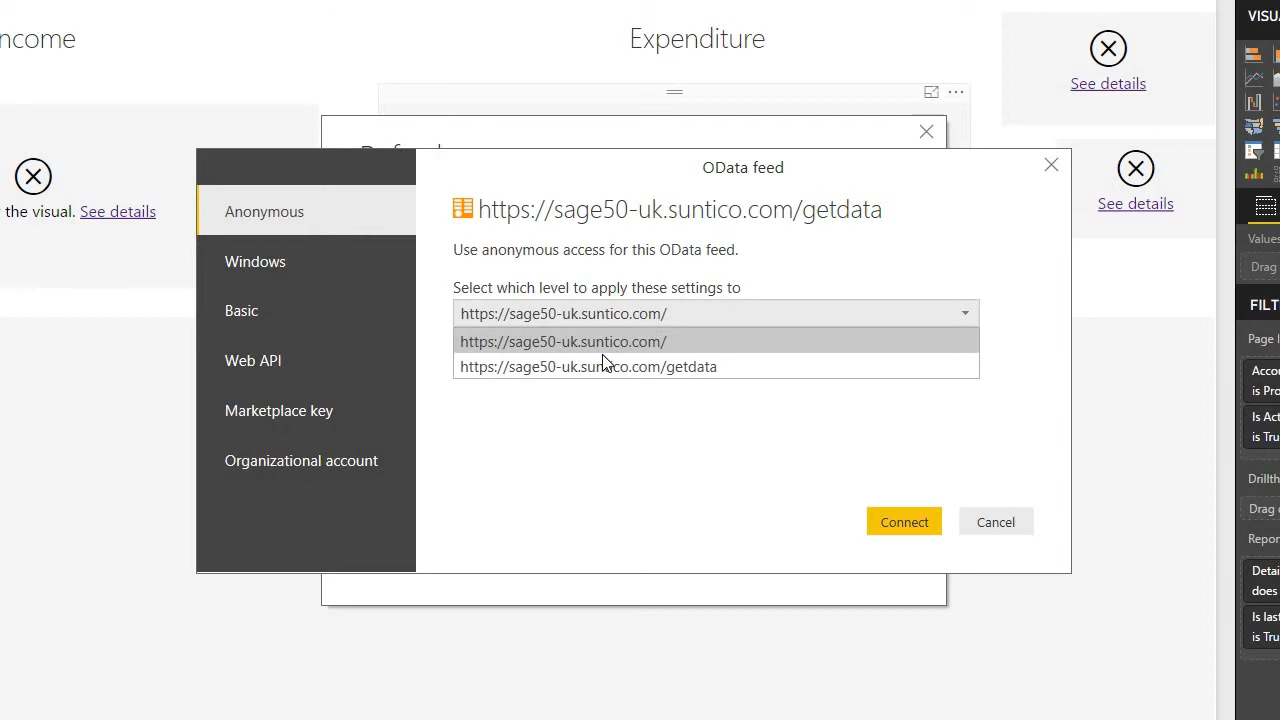 ncome
Expenditure
See details
the visual. See details
See details
OData feed
Anonymous
Windows
Basic
Web API
Marketplace key
Organizational account
https://sage50-uk.suntico.com/getdata
Use anonymous access for this OData feed.
Select which level to apply these settings to
https://sage50-uk.suntico.com/
https://sage50-uk.suntico.com/
https://sage50-uk.suntico.com/getdata
Connect
Cancel
VISUA
Values
Drag
FILT
Page l
Accou
is Pro
Is Act
is Tru
Drillth
Drag
Repor
Detai
does
Is last
is Tru